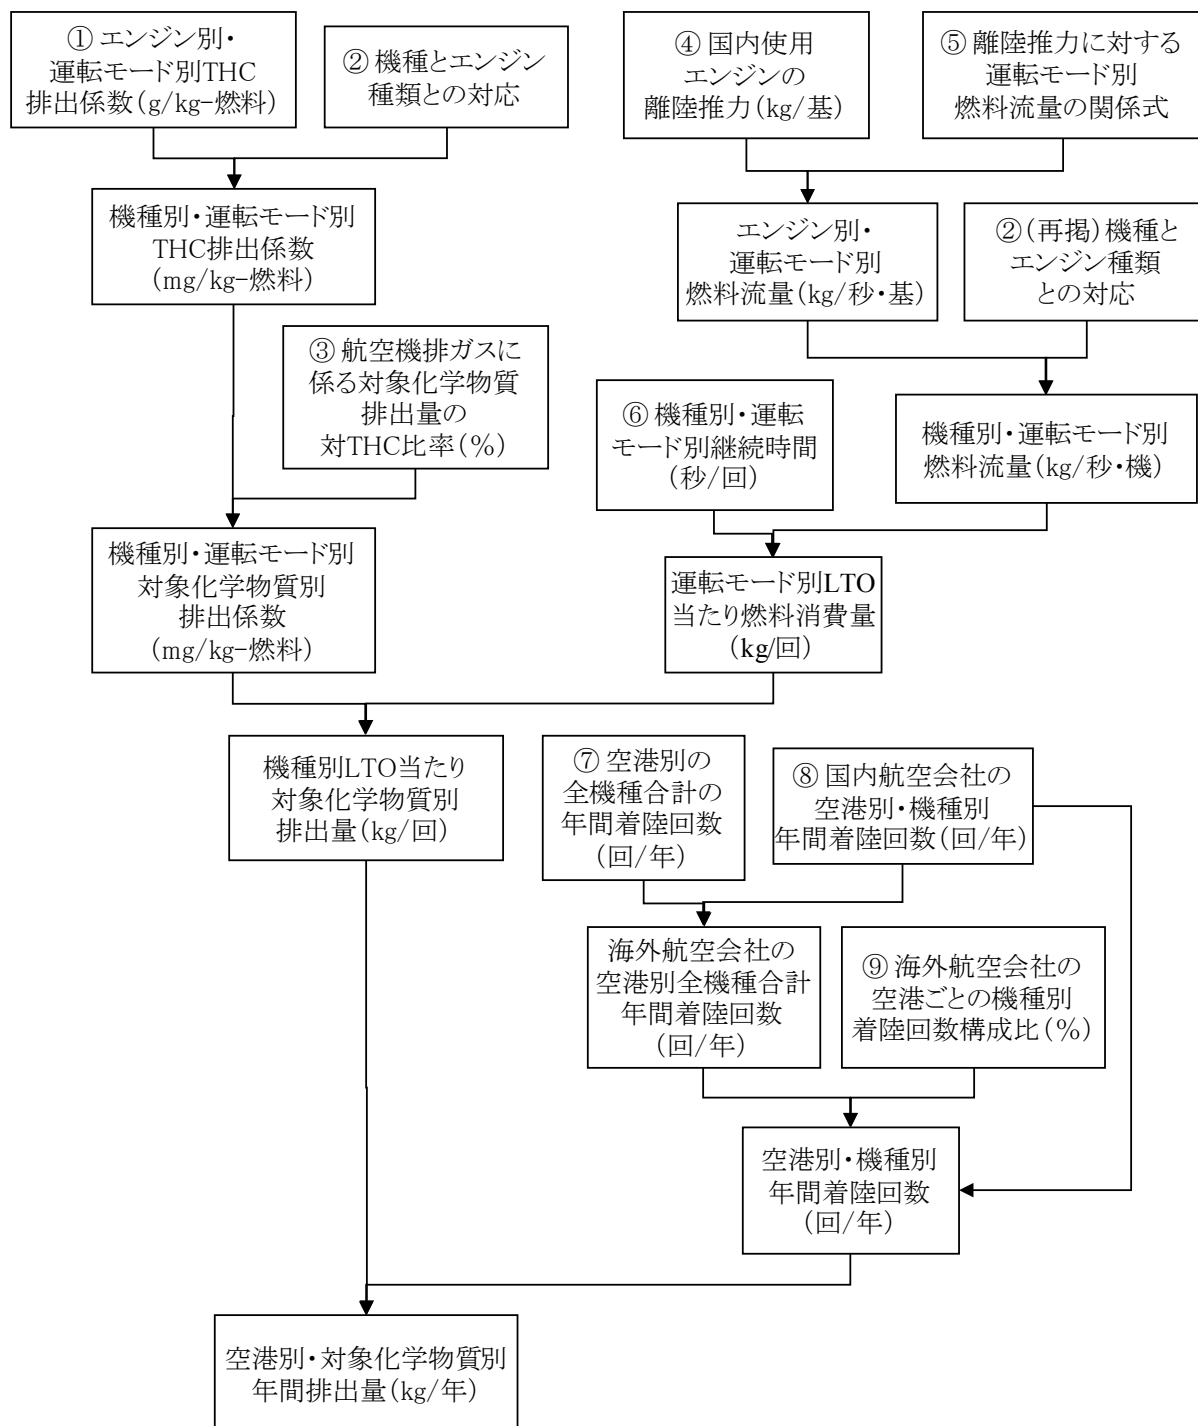 ① エンジン別・
運転モード別THC
排出係数(g/kg-燃料)
② 機種とエンジン
種類との対応
④ 国内使用
エンジンの
離陸推力(kg/基)
⑤ 離陸推力に対する
運転モード別
燃料流量の関係式
機種別・運転モード別
THC排出係数
(mg/kg-燃料)
エンジン別・
運転モード別
燃料流量(kg/秒・基)
②(再掲)機種と
エンジン種類
との対応
③ 航空機排ガスに
係る対象化学物質
排出量の
対THC比率(%)
⑥ 機種別・運転
モード別継続時間
(秒/回)
機種別・運転モード別
燃料流量(kg/秒・機)
機種別・運転モード別
対象化学物質別
排出係数
(mg/kg-燃料)
運転モード別LTO
当たり燃料消費量
(kg/回)
機種別LTO当たり
対象化学物質別
排出量(kg/回)
⑦ 空港別の
全機種合計の
年間着陸回数
(回/年)
⑧ 国内航空会社の
空港別・機種別
年間着陸回数(回/年)
海外航空会社の
空港別全機種合計
年間着陸回数
(回/年)
⑨ 海外航空会社の
空港ごとの機種別
着陸回数構成比(%)
空港別・機種別
年間着陸回数
(回/年)
空港別・対象化学物質別
年間排出量(kg/年)